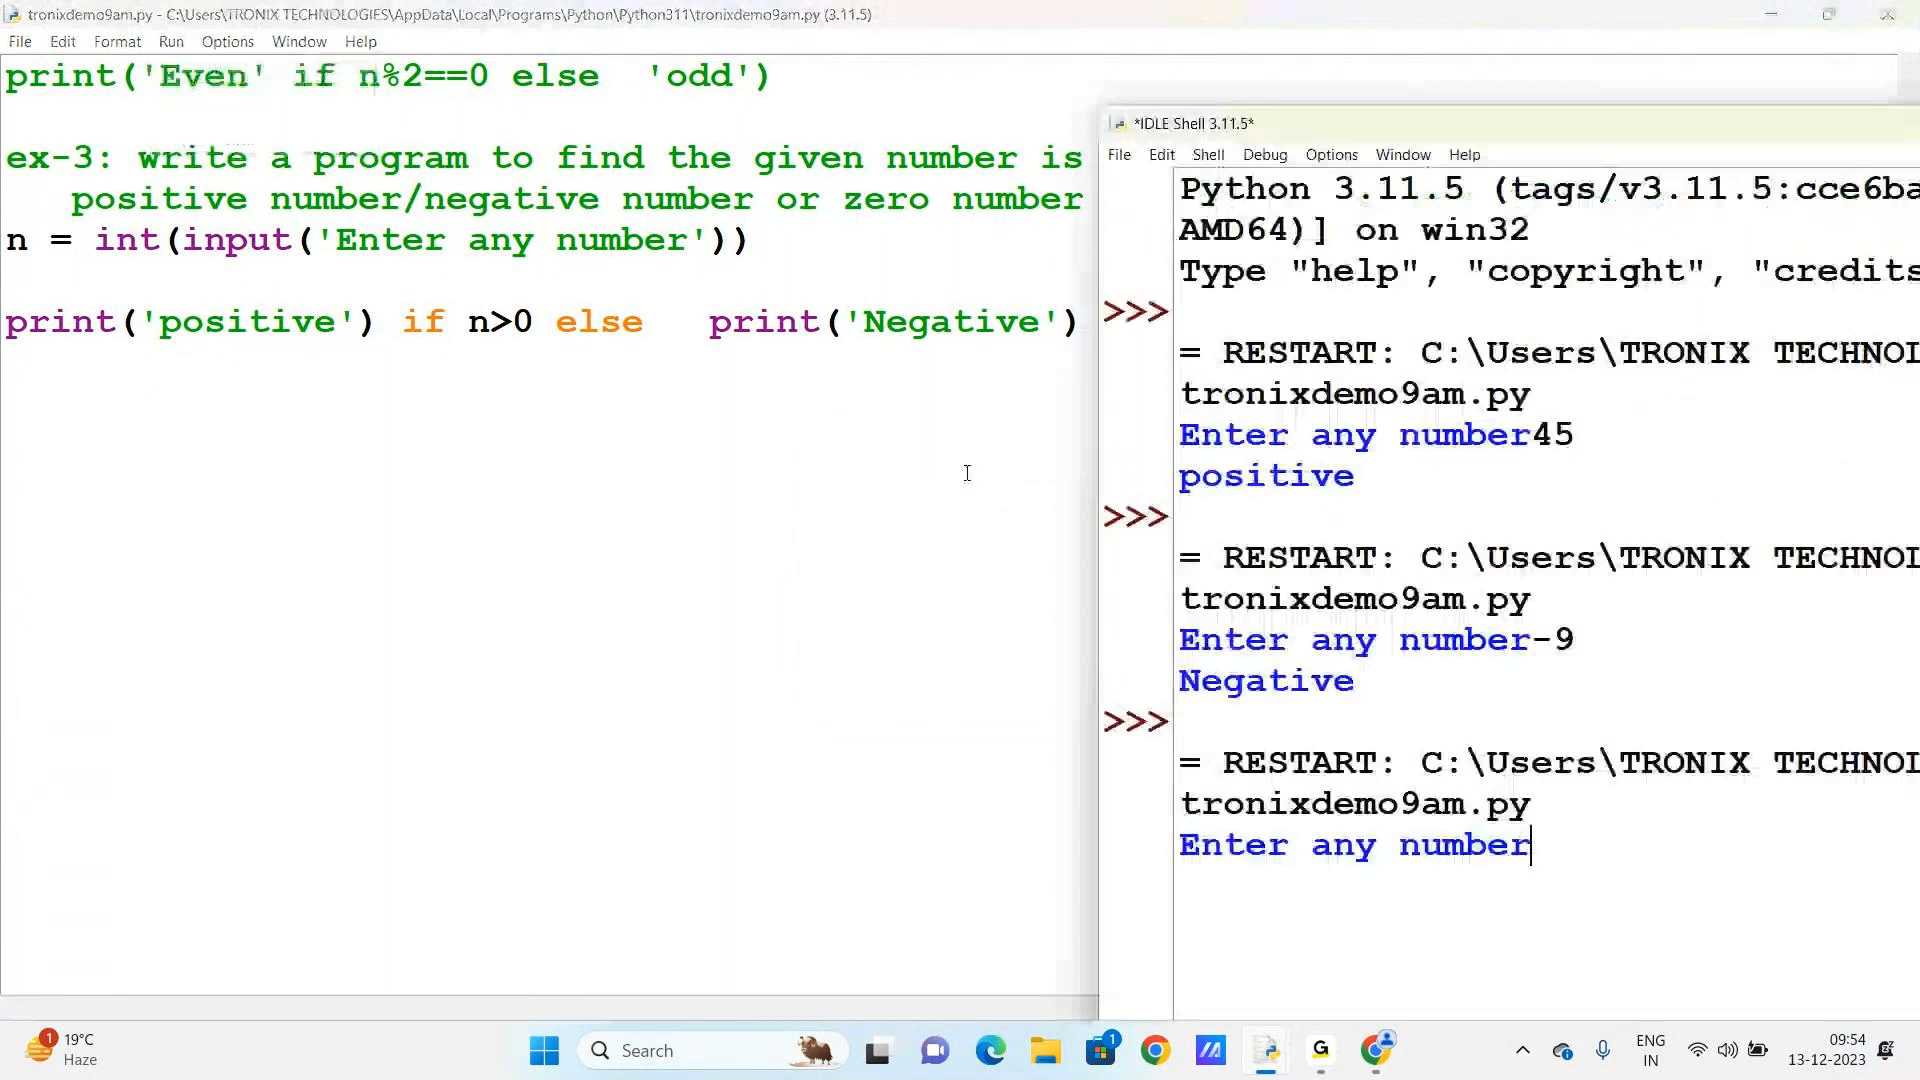 tronixdemo9am.py - C:\Users\TRONIX TECHNOLOGIES\AppData\Local\Programs\Python\Python311\tronixdemo9am.py (3.11.5)
File Edit Format Run Options Window Help
print('Even' if n%2==0 else  'odd')
ex-3: write a program to find the given number is
positive number/negative number or zero number
n = int(input('Enter any number'))
print('positive') if n>0 else   print('Negative')
*IDLE Shell 3.11.5*
File Edit Shell Debug Options Window Help
Python 3.11.5 (tags/v3.11.5:cce6ba
AMD64)] on win32
Type "help", "copyright", "credits
>>>
= RESTART: C:\Users\TRONIX TECHNOL
tronixdemo9am.py
Enter any number45
positive
>>>
= RESTART: C:\Users\TRONIX TECHNOL
tronixdemo9am.py
Enter any number-9
Negative
>>>
= RESTART: C:\Users\TRONIX TECHNOL
tronixdemo9am.py
Enter any number
1
19°C
Haze
Search
1
G
ENG
IN
09:54
13-12-2023